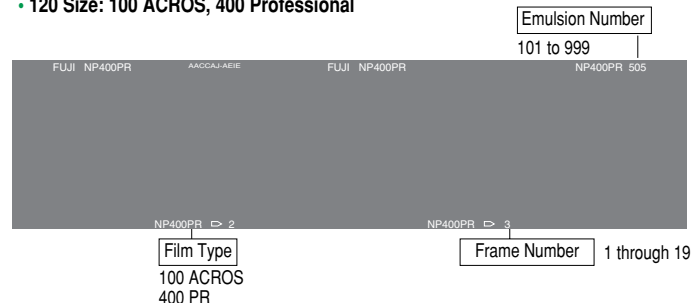 • 120 Size: 100 ACROS, 400 Professional
Emulsion Number
101 to 999
FUJI NP400PR AACCAJ-AEIE FUJI NP400PR NP400PR 505
NP400PR ▷ 2 NP400PR ▷ 3
Film Type Frame Number 1 through 19
100 ACROS
400 PR